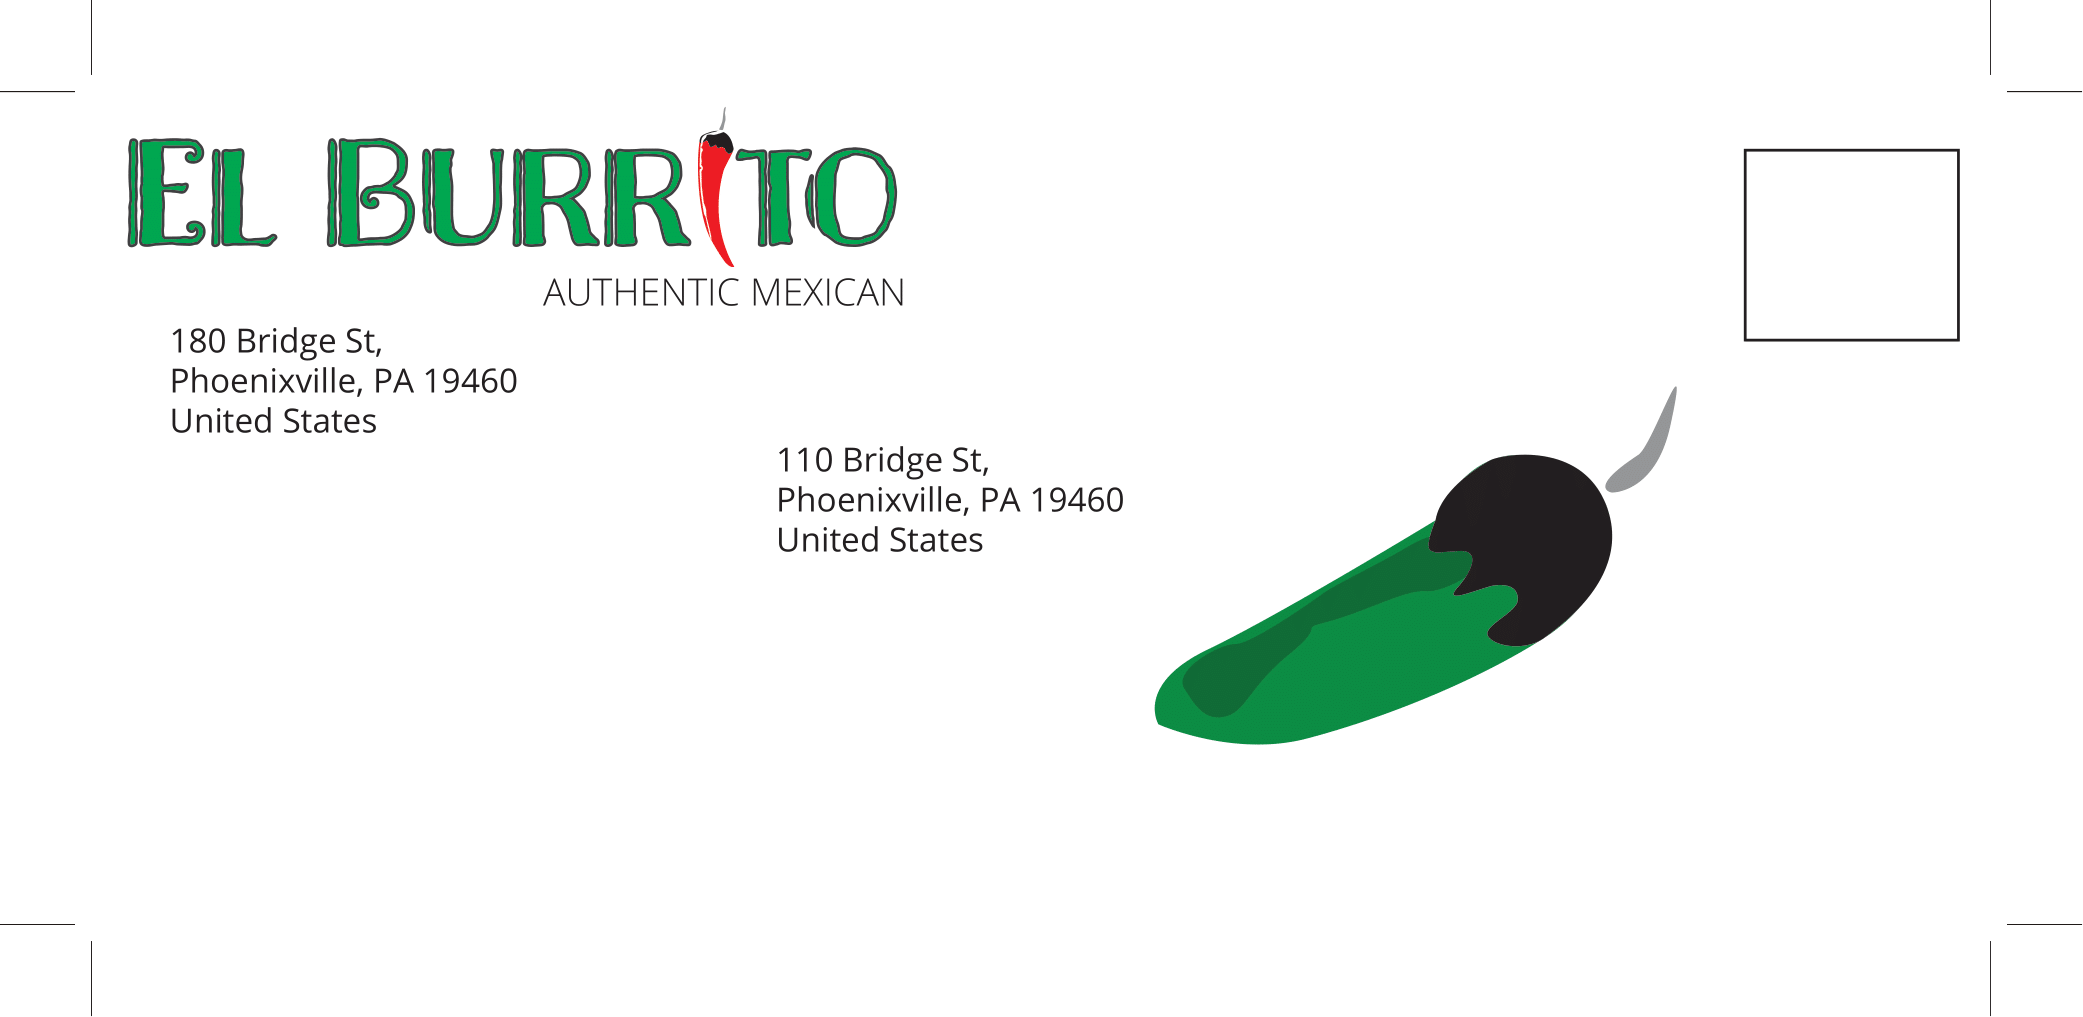 EL BURRITO
AUTHENTIC MEXICAN
180 Bridge St,
Phoenixville, PA 19460
United States
110 Bridge St,
Phoenixville, PA 19460
United States